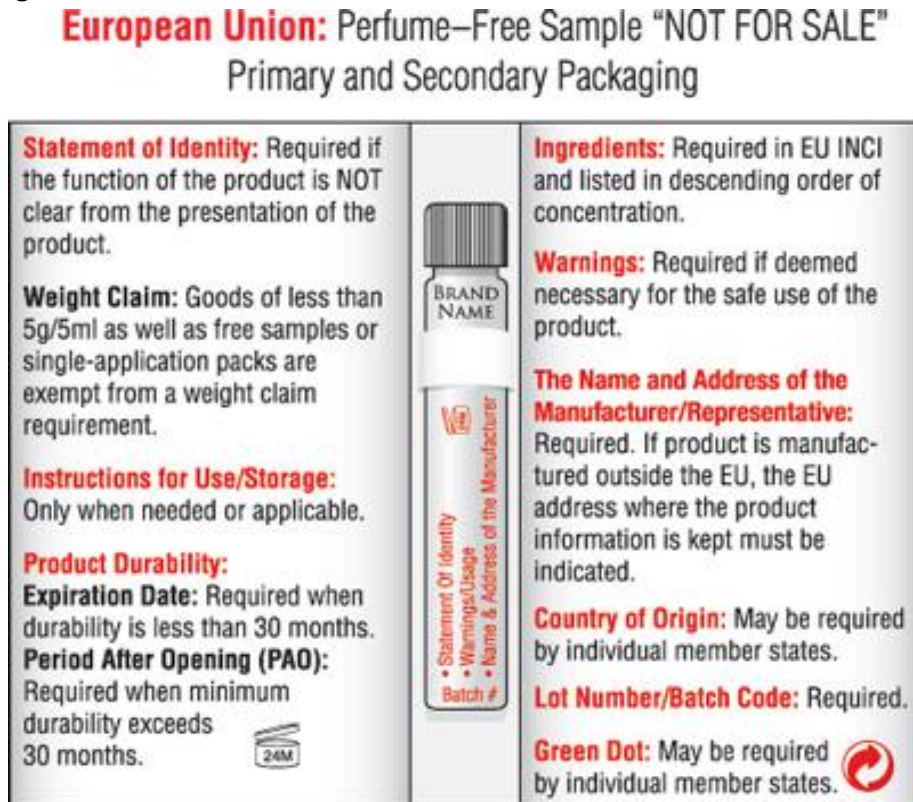 European Union: Perfume–Free Sample “NOT FOR SALE”
Primary and Secondary Packaging
Statement of Identity: Required if
the function of the product is NOT
clear from the presentation of the
product.
Weight Claim: Goods of less than
5g/5ml as well as free samples or
single-application packs are
exempt from a weight claim
requirement.
Instructions for Use/Storage:
Only when needed or applicable.
Product Durability:
Expiration Date: Required when
durability is less than 30 months.
Period After Opening (PAO):
Required when minimum
durability exceeds
30 months.
24M
BRAND
NAME
• Statement Of Identity
• Warnings/Usage
• Name & Address of the Manufacturer
Batch #
Ingredients: Required in EU INCI
and listed in descending order of
concentration.
Warnings: Required if deemed
necessary for the safe use of the
product.
The Name and Address of the
Manufacturer/Representative:
Required. If product is manufac-
tured outside the EU, the EU
address where the product
information is kept must be
indicated.
Country of Origin: May be required
by individual member states.
Lot Number/Batch Code: Required.
Green Dot: May be required
by individual member states.